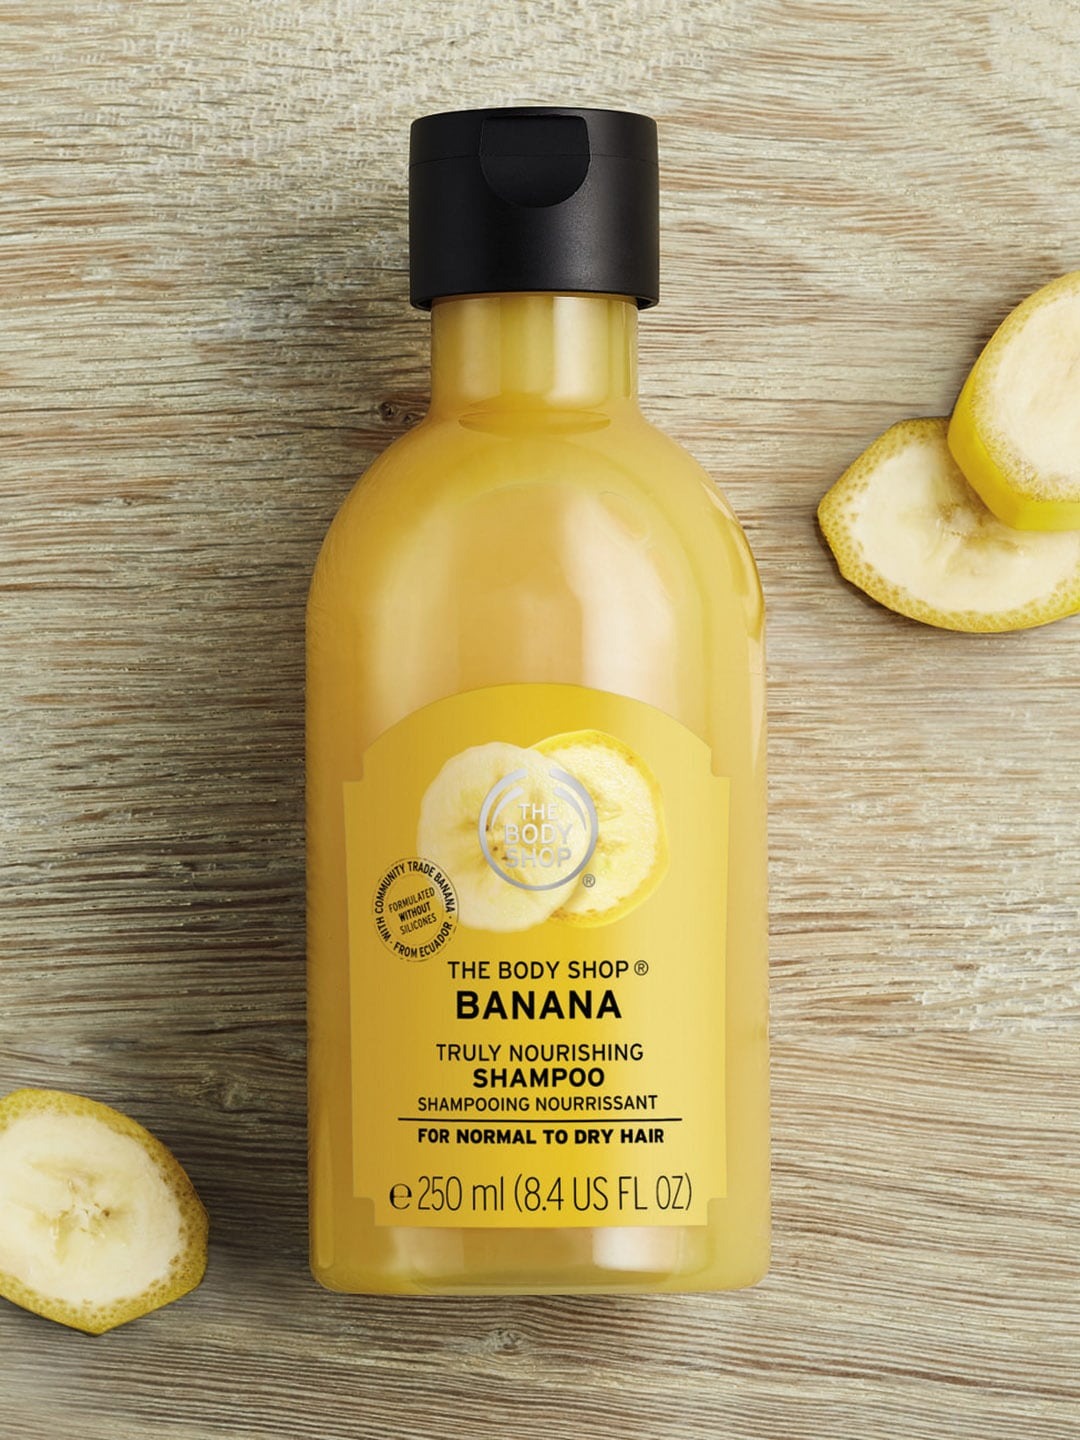 THE
BODY
SHOP
®
WITH COMMUNITY TRADE BANANA
· FROM ECUADOR ·
FORMULATED
WITHOUT
SILICONES
THE BODY SHOP®
BANANA
TRULY NOURISHING
SHAMPOO
SHAMPOOING NOURRISSANT
FOR NORMAL TO DRY HAIR
℮ 250 ml (8.4 US FL OZ)